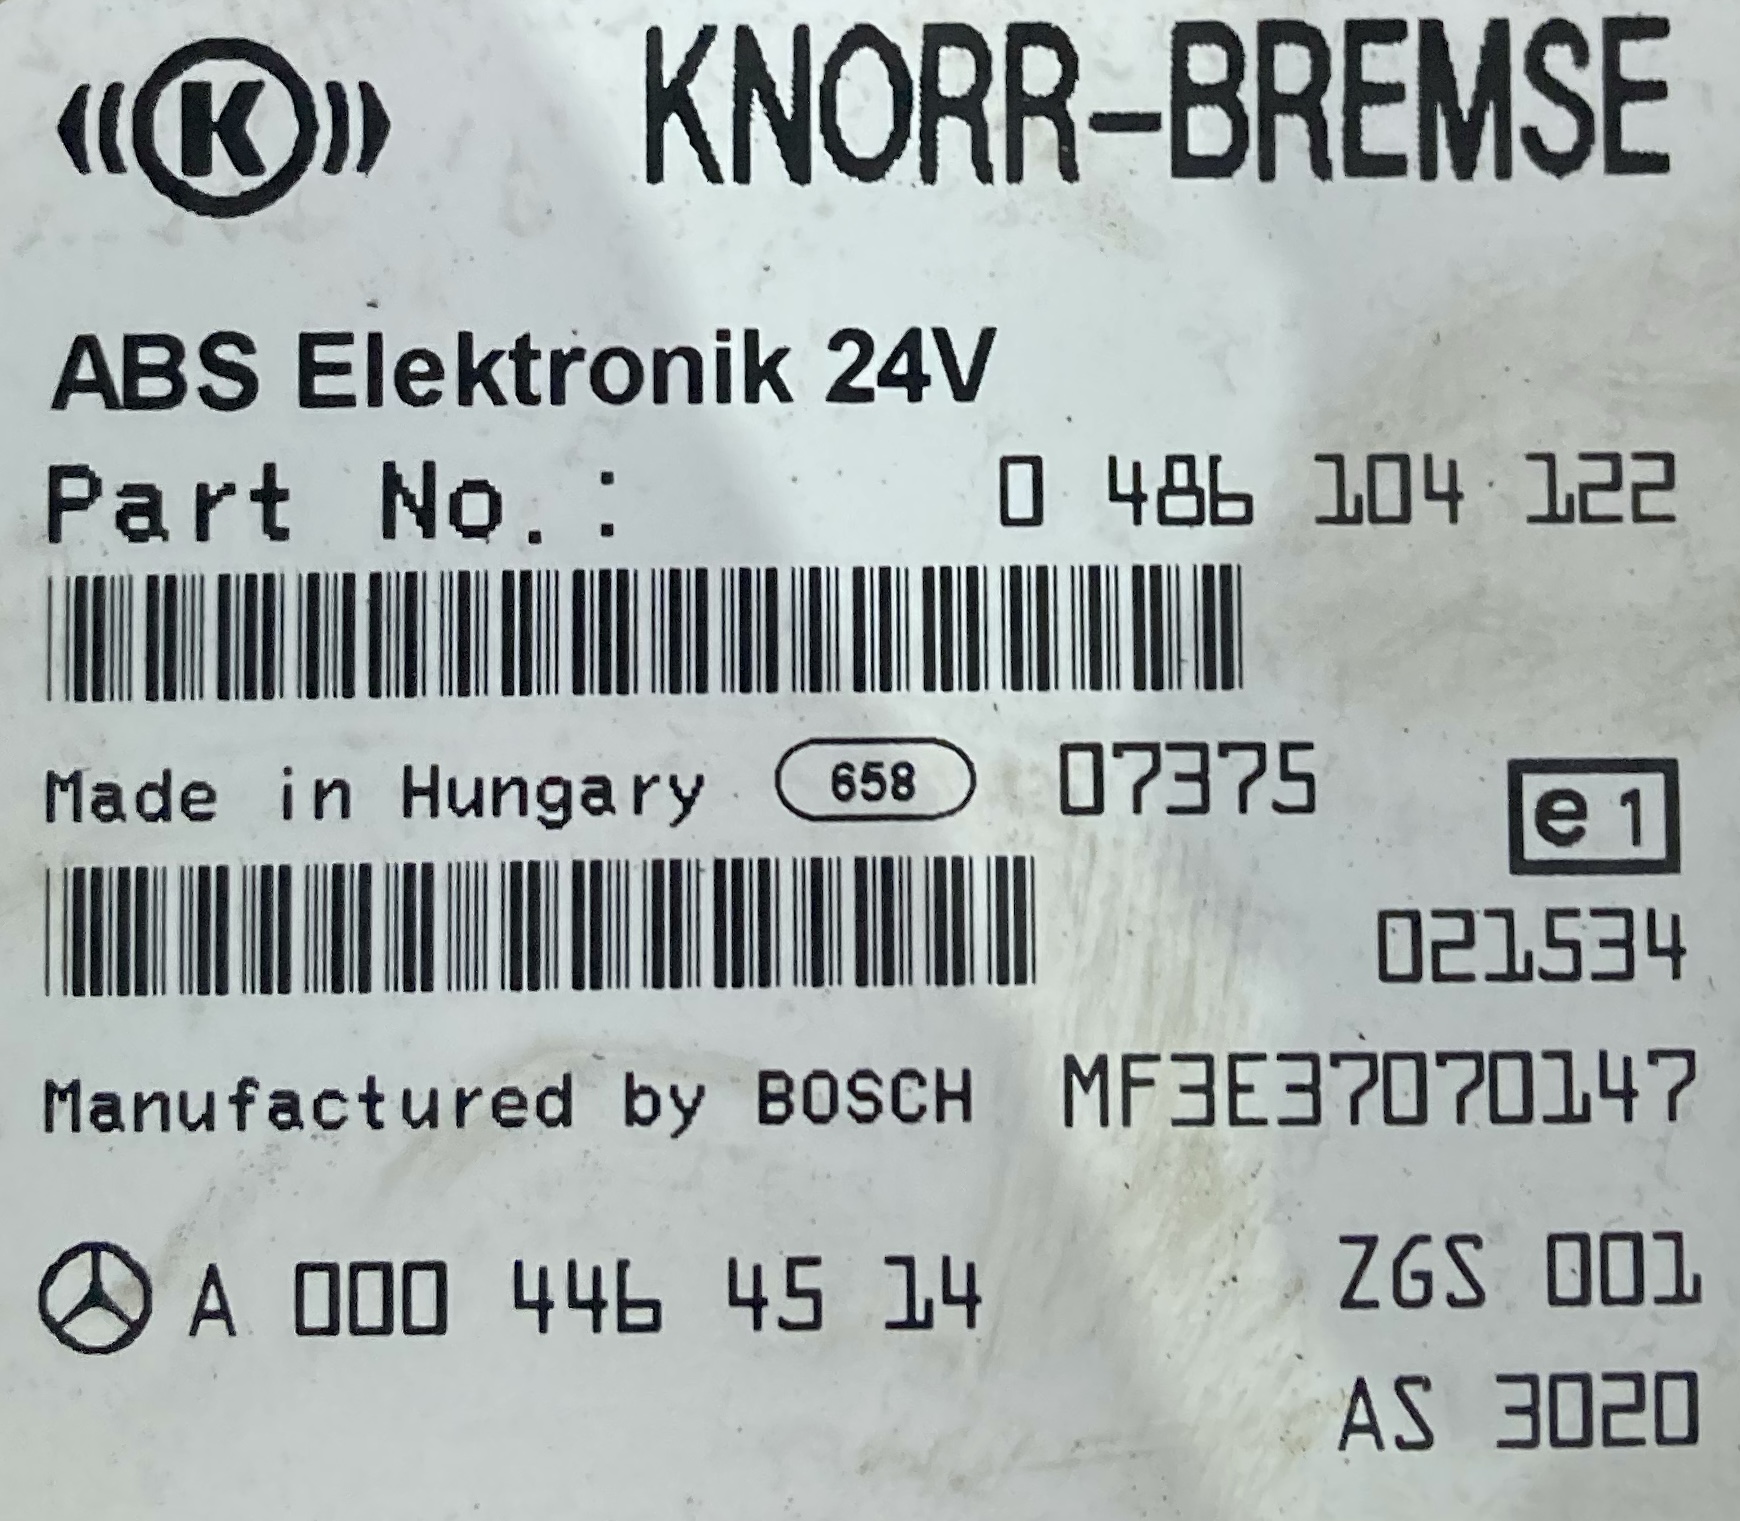 K KNORR-BREMSE
ABS Elektronik 24V
Part No.: 0 486 104 122
Made in Hungary 658 07375
e1
021534
Manufactured by BOSCH MF3E37070147
A 000 446 45 14 ZGS 001
AS 3020